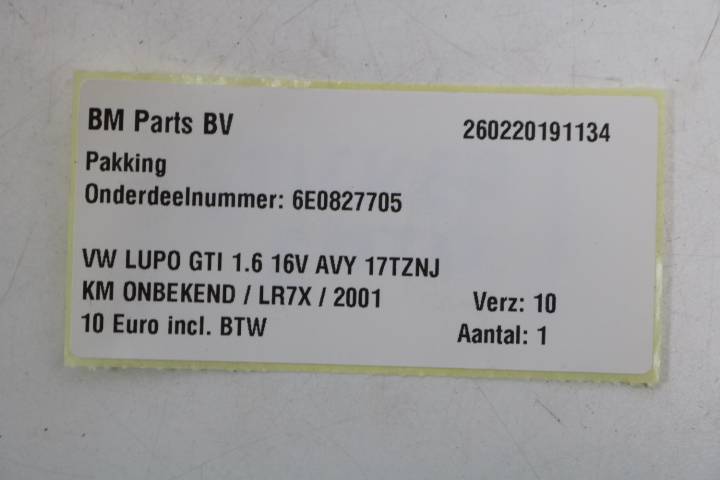 BM Parts BV 260220191134
Pakking
Onderdeelnummer: 6E0827705
VW LUPO GTI 1.6 16V AVY 17TZNJ
KM ONBEKEND / LR7X / 2001 Verz: 10
10 Euro incl. BTW Aantal: 1